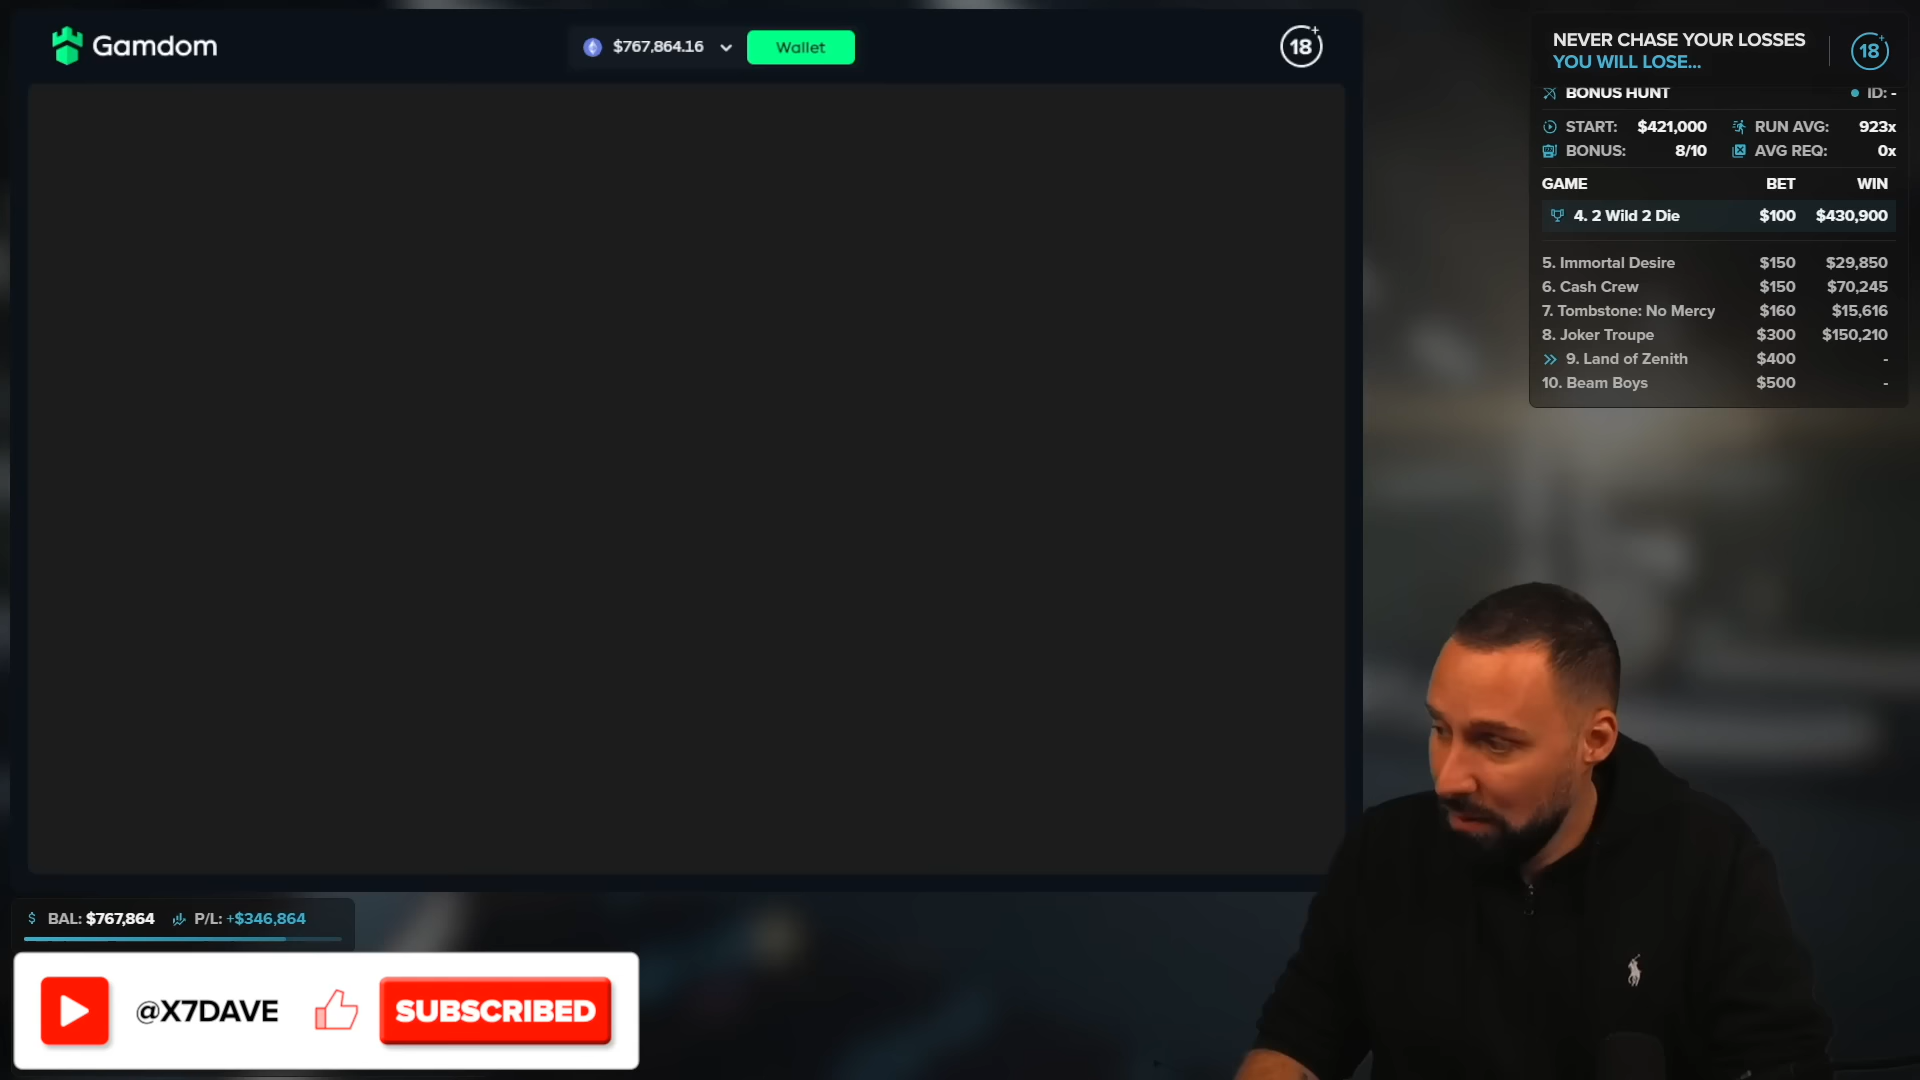 Gamdom
$767,864.16
Wallet
18+
NEVER CHASE YOUR LOSSES
YOU WILL LOSE...
18+
BONUS HUNT
ID: -
START: $421,000
RUN AVG: 923x
BONUS: 8/10
AVG REQ: 0x
GAME BET WIN
4. 2 Wild 2 Die $100 $430,900
5. Immortal Desire $150 $29,850
6. Cash Crew $150 $70,245
7. Tombstone: No Mercy $160 $15,616
8. Joker Troupe $300 $150,210
9. Land of Zenith $400 -
10. Beam Boys $500 -
BAL: $767,864 P/L: +$346,864
@X7DAVE
SUBSCRIBED